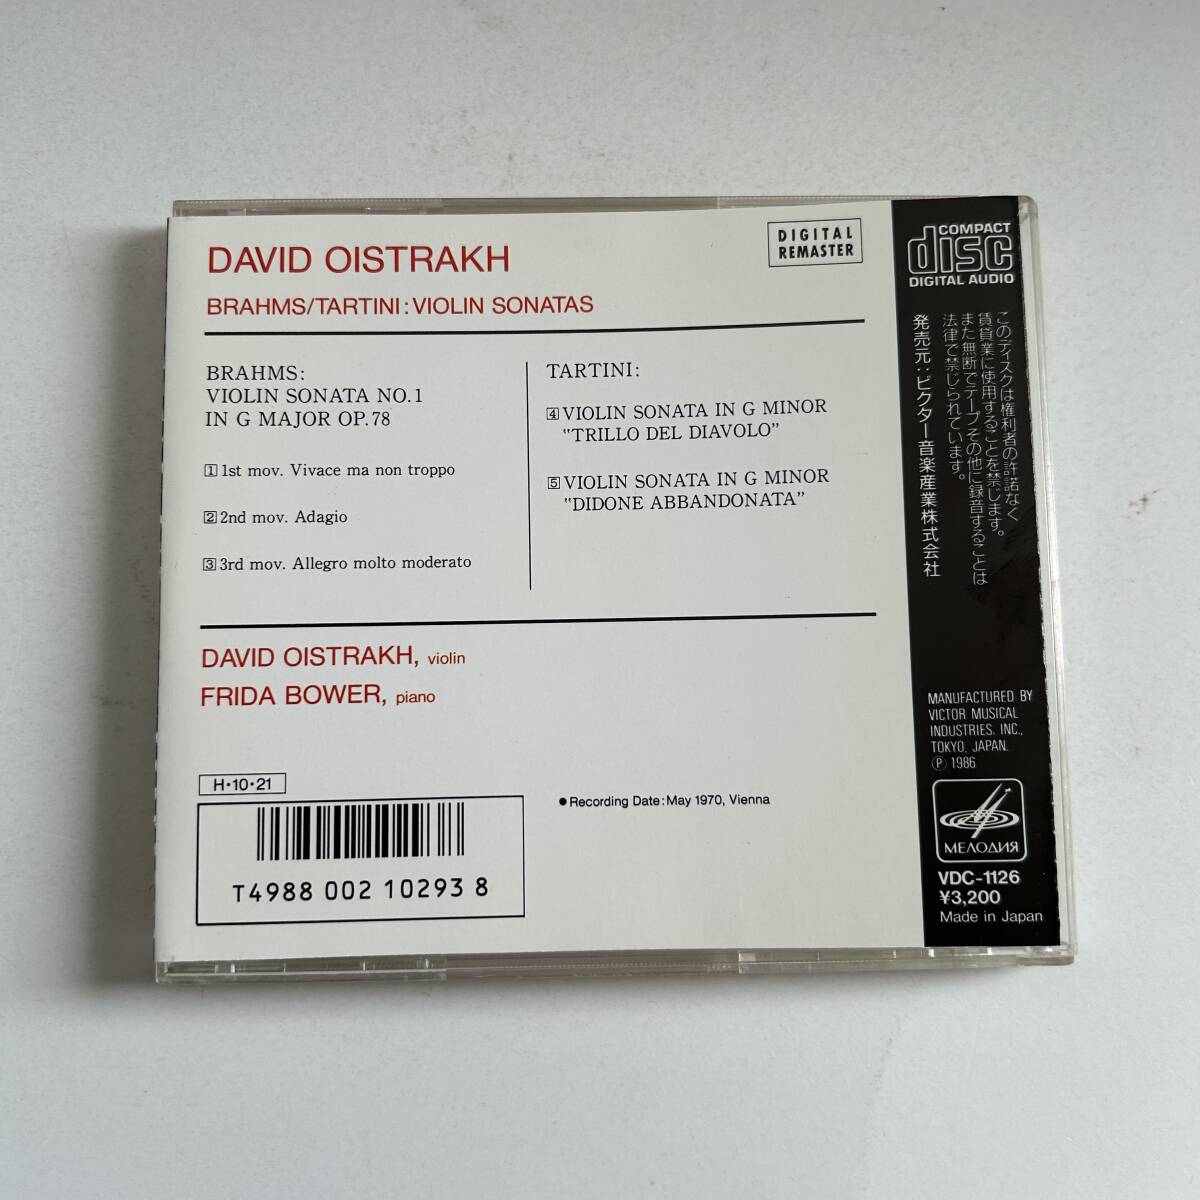 DAVID OISTRAKH
BRAHMS/TARTINI:VIOLIN SONATAS
DIGITAL
REMASTER
BRAHMS:
VIOLIN SONATA NO.1
IN G MAJOR OP.78
1 1st mov. Vivace ma non troppo
2 2nd mov. Adagio
3 3rd mov. Allegro molto moderato
TARTINI:
4 VIOLIN SONATA IN G MINOR
"TRILLO DEL DIAVOLO"
5 VIOLIN SONATA IN G MINOR
"DIDONE ABBANDONATA"
DAVID OISTRAKH, violin
FRIDA BOWER, piano
H·10·21
T4988 002 10293 8
●Recording Date:May 1970, Vienna
COMPACT
disc
DIGITAL AUDIO
このディスクは権利者の許諾なく
賃貸業に使用することを禁じます。
また無断でテープその他に録音することは
法律で禁じられています。
発売元:ビクター音楽産業株式会社
MANUFACTURED BY
VICTOR MUSICAL
INDUSTRIES. INC.,
TOKYO, JAPAN.
℗ 1986
МЕЛОДИЯ
VDC-1126
¥3,200
Made in Japan